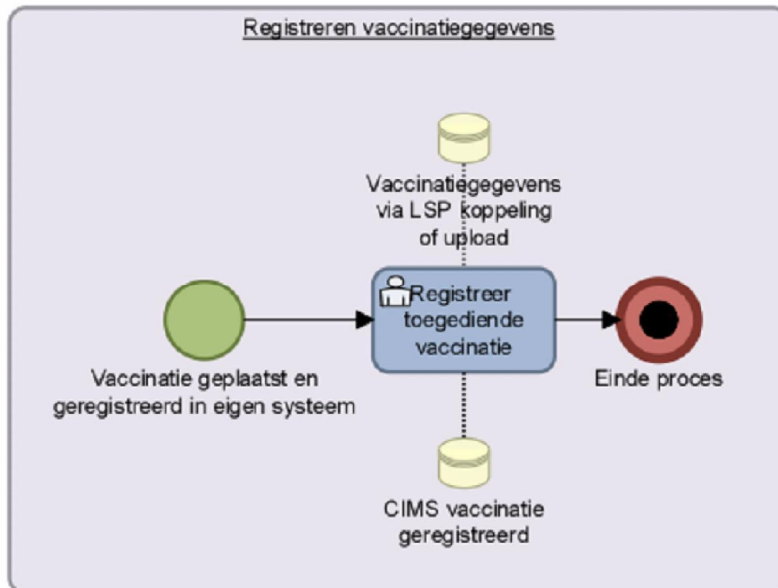 Registreren vaccinatiegegevens
Vaccinatiegegevens
via LSP koppeling
of upload
Registreer
toegediende
vaccinatie
Vaccinatie geplaatst en
geregistreerd in eigen systeem
Einde proces
CIMS vaccinatie
geregistreerd